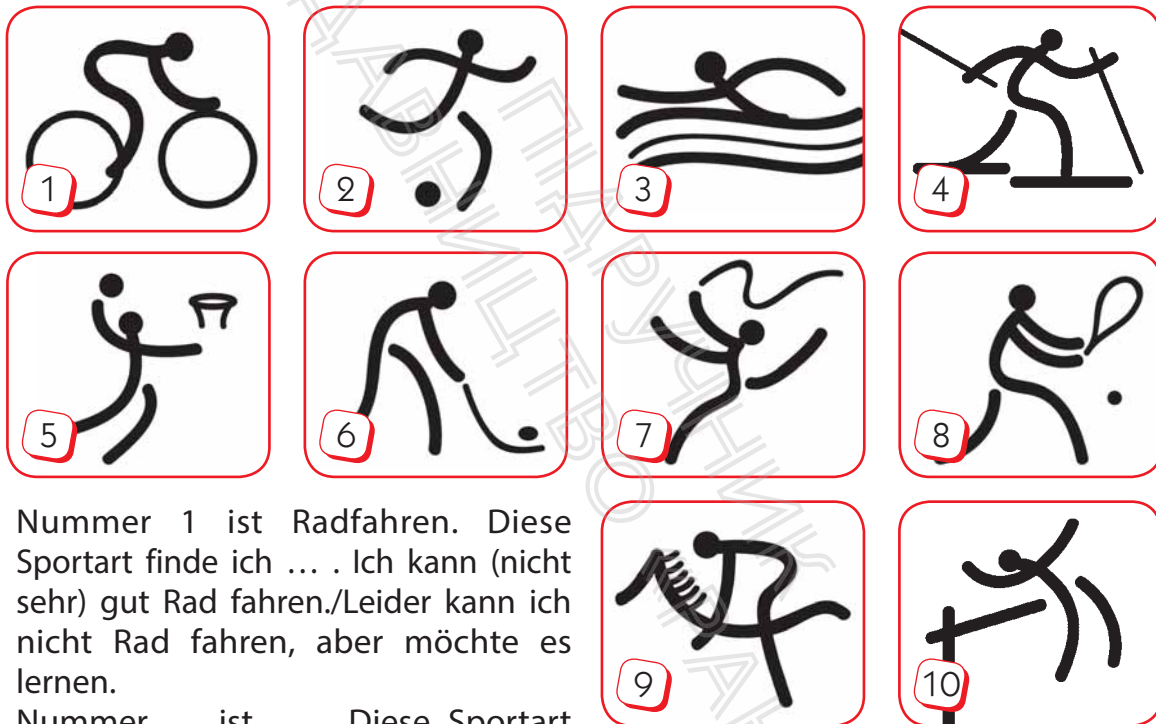 1
2
3
4
5
6
7
8
Nummer 1 ist Radfahren. Diese
Sportart finde ich … . Ich kann (nicht
sehr) gut Rad fahren./Leider kann ich
nicht Rad fahren, aber möchte es
lernen.
Nummer ... ist ... . Diese Sportart
9
10